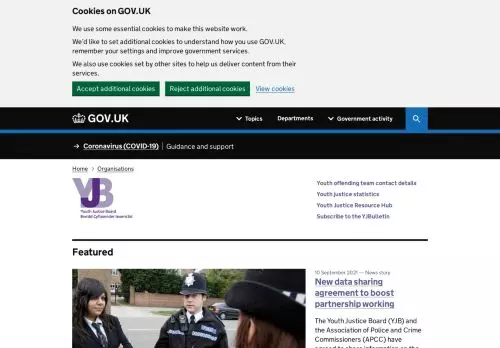 Cookies on GOV.UK
We use some essential cookies to make this website work.
We'd like to set additional cookies to understand how you use GOV.UK,
remember your settings and improve government services.
We also use cookies set by other sites to help us deliver content from their
services.
Accept additional cookies Reject additional cookies View cookies
GOV.UK Topics Departments Government activity
→ Coronavirus (COVID-19) Guidance and support
Home > Organisations
YJB
Youth Justice Board
Bwrdd Cyfiawnder Ieuenctid
Youth offending team contact details
Youth justice statistics
Youth Justice Resource Hub
Subscribe to the YJBulletin
Featured
10 September 2021 — News story
New data sharing
agreement to boost
partnership working
The Youth Justice Board (YJB) and
the Association of Police and Crime
Commissioners (APCC) have
agreed to share information on the